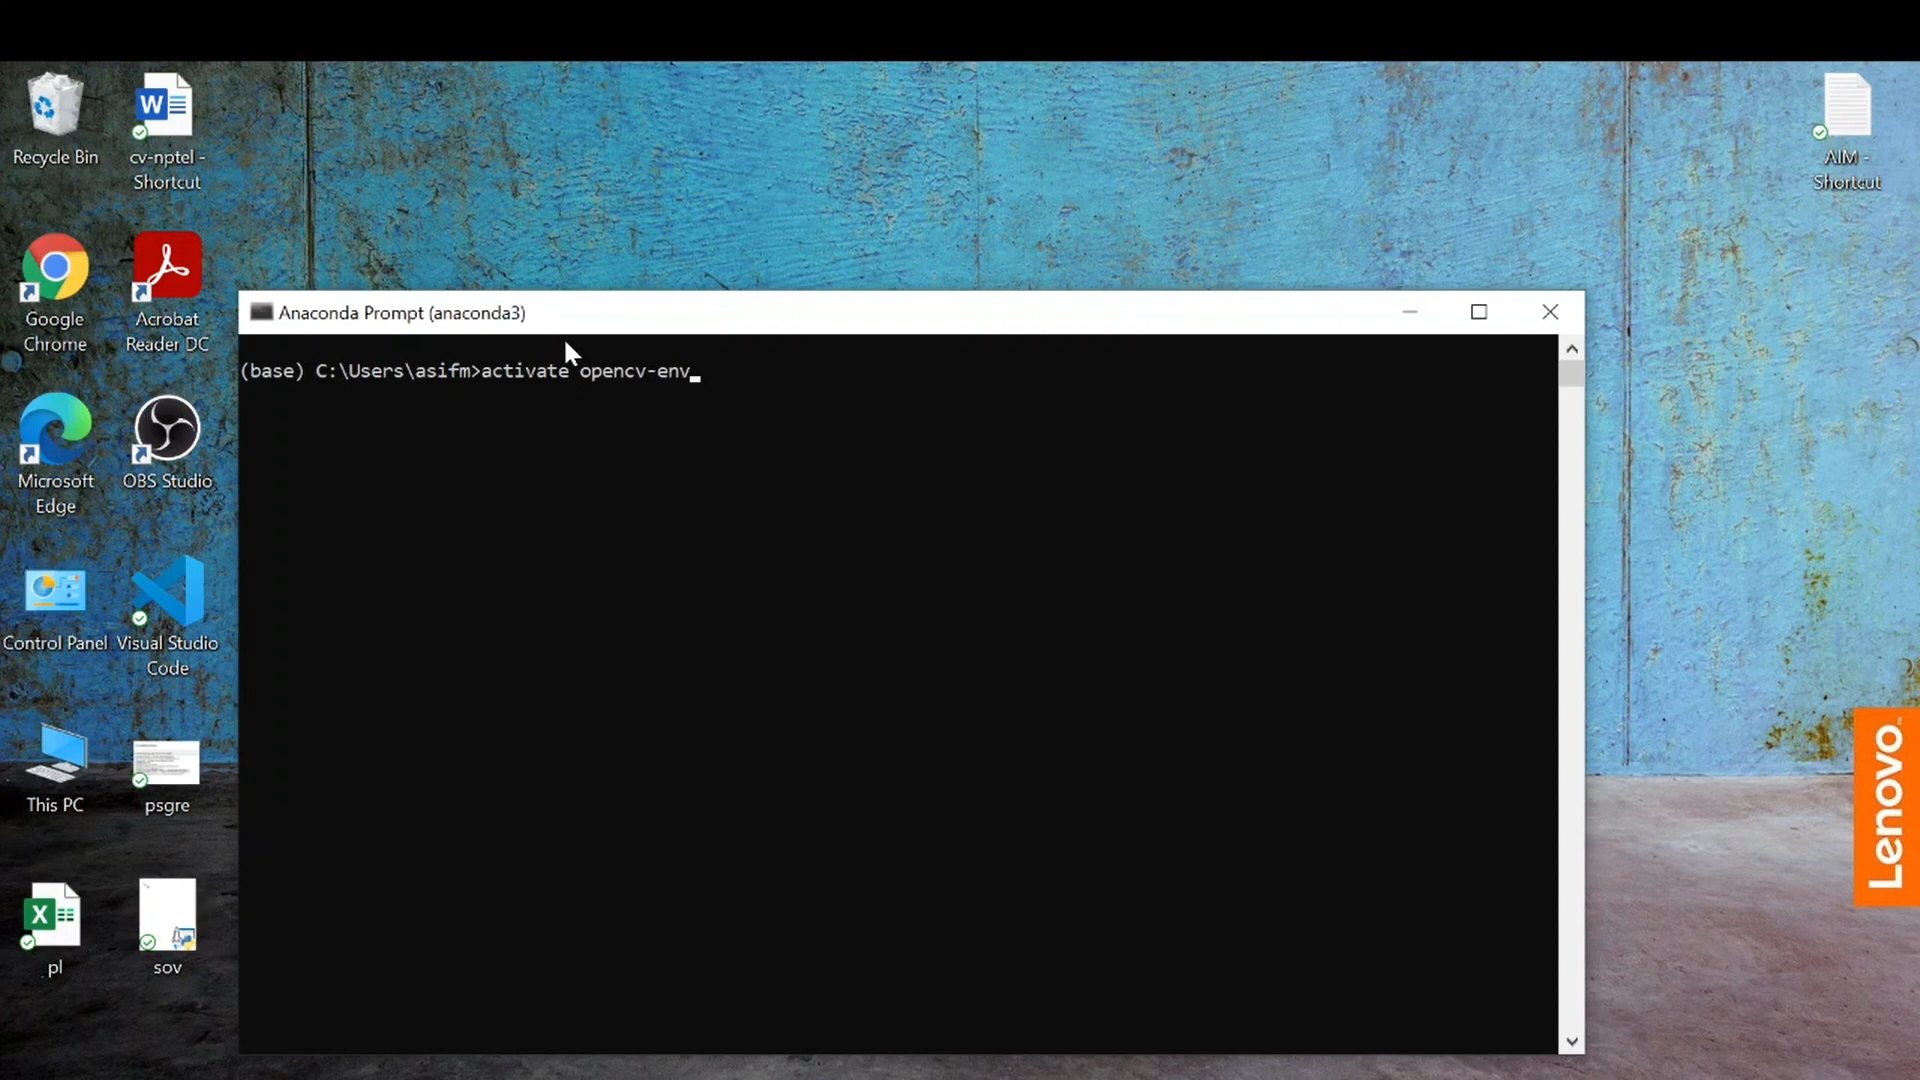 Recycle Bin
cv-nptel -
Shortcut
AIM -
Shortcut
Google
Chrome
Acrobat
Reader DC
Anaconda Prompt (anaconda3)
(base) C:\Users\asifm>activate opencv-env
Microsoft
Edge
OBS Studio
Control Panel
Visual Studio
Code
This PC
psgre
pl
sov
Lenovo